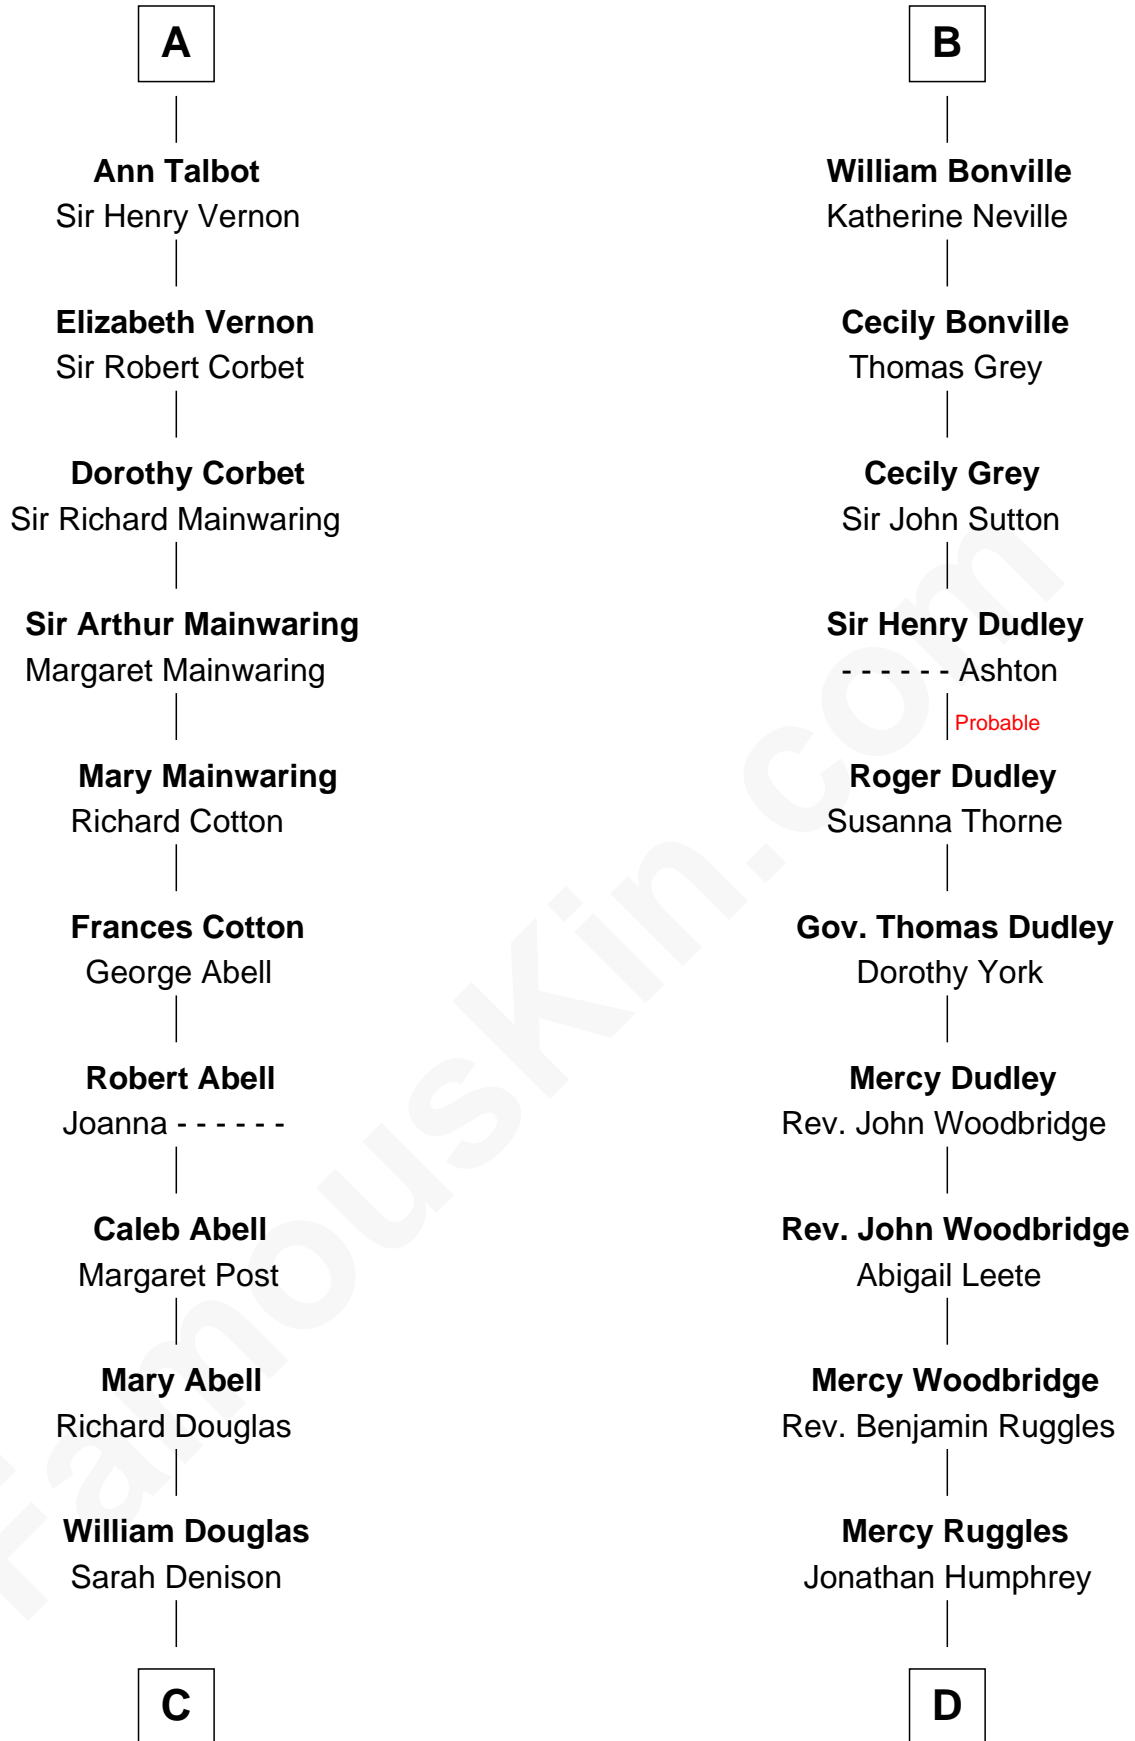 A
Ann Talbot
Sir Henry Vernon
Elizabeth Vernon
Sir Robert Corbet
Dorothy Corbet
Sir Richard Mainwaring
Sir Arthur Mainwaring
Margaret Mainwaring
Mary Mainwaring
Richard Cotton
Frances Cotton
George Abell
Robert Abell
Joanna - - - - - -
Caleb Abell
Margaret Post
Mary Abell
Richard Douglas
William Douglas
Sarah Denison
C
B
William Bonville
Katherine Neville
Cecily Bonville
Thomas Grey
Cecily Grey
Sir John Sutton
Sir Henry Dudley
- - - - - - Ashton
Probable
Roger Dudley
Susanna Thorne
Gov. Thomas Dudley
Dorothy York
Mercy Dudley
Rev. John Woodbridge
Rev. John Woodbridge
Abigail Leete
Mercy Woodbridge
Rev. Benjamin Ruggles
Mercy Ruggles
Jonathan Humphrey
D
FamousKin.com